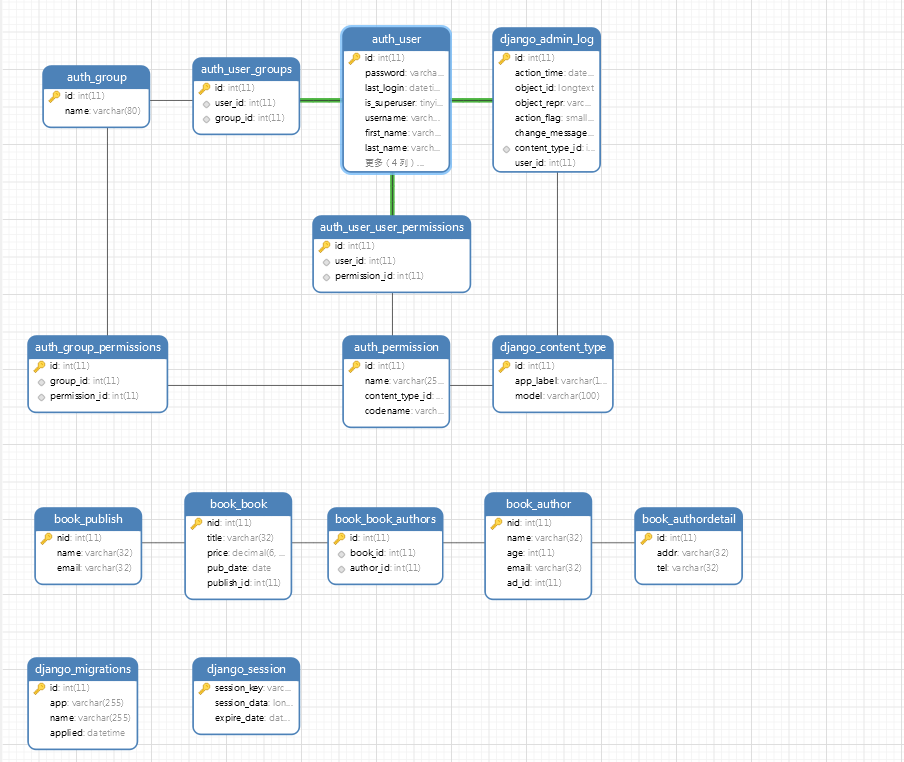 auth_group
id: int(11)
name: varchar(80)
auth_user_groups
id: int(11)
user_id: int(11)
group_id: int(11)
auth_user
id: int(11)
password: varcha...
last_login: dateti...
is_superuser: tinyi...
username: varch...
first_name: varch...
last_name: varch...
更多（4 列）...
django_admin_log
id: int(11)
action_time: date...
object_id: longtext
object_repr: varc...
action_flag: small...
change_message...
content_type_id: i...
user_id: int(11)
auth_user_user_permissions
id: int(11)
user_id: int(11)
permission_id: int(11)
auth_group_permissions
id: int(11)
group_id: int(11)
permission_id: int(11)
auth_permission
id: int(11)
name: varchar(25...
content_type_id: ...
codename: varch...
django_content_type
id: int(11)
app_label: varchar(1...
model: varchar(100)
book_publish
nid: int(11)
name: varchar(32)
email: varchar(32)
book_book
nid: int(11)
title: varchar(32)
price: decimal(6, ...
pub_date: date
publish_id: int(11)
book_book_authors
id: int(11)
book_id: int(11)
author_id: int(11)
book_author
nid: int(11)
name: varchar(32)
age: int(11)
email: varchar(32)
ad_id: int(11)
book_authordetail
id: int(11)
addr: varchar(32)
tel: varchar(32)
django_migrations
id: int(11)
app: varchar(255)
name: varchar(255)
applied: datetime
django_session
session_key: varc...
session_data: lon...
expire_date: dat...